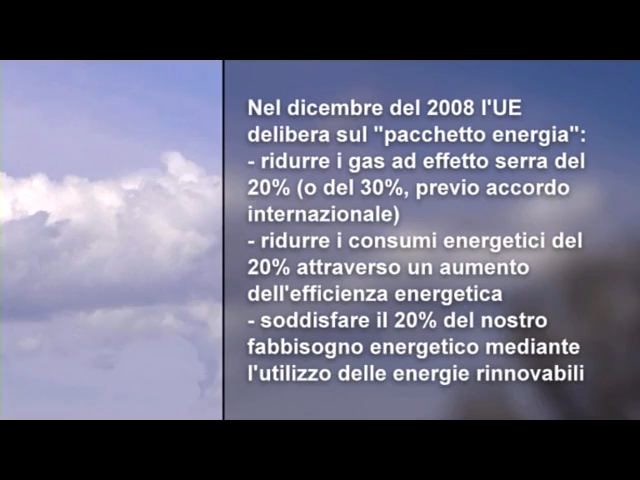 Nel dicembre del 2008 l'UE
delibera sul "pacchetto energia":
- ridurre i gas ad effetto serra del
20% (o del 30%, previo accordo
internazionale)
- ridurre i consumi energetici del
20% attraverso un aumento
dell'efficienza energetica
- soddisfare il 20% del nostro
fabbisogno energetico mediante
l'utilizzo delle energie rinnovabili